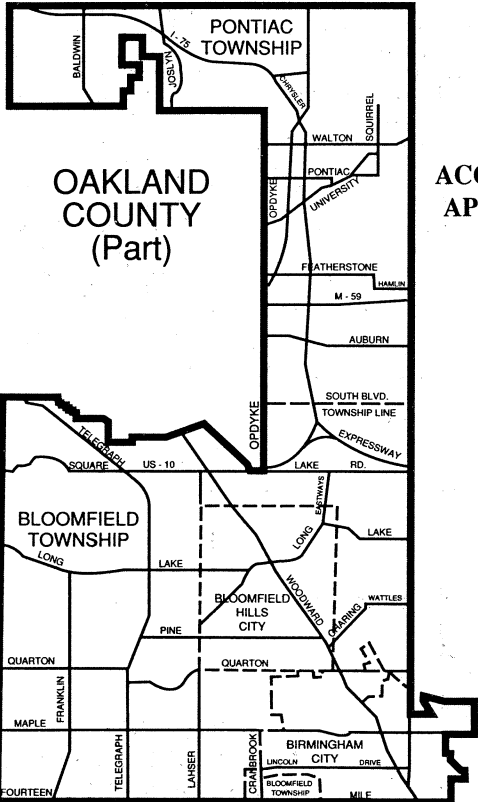 PONTIAC
TOWNSHIP
I - 75
BALDWIN
JOSLYN
CHRYSLER
SQUIRREL
WALTON
PONTIAC
UNIVERSITY
OPDYKE
OAKLAND
COUNTY
(Part)
ACC
AP
FEATHERSTONE
HAMLIN
M - 59
AUBURN
SOUTH BLVD.
TOWNSHIP LINE
OPDYKE
EXPRESSWAY
TELEGRAPH
SQUARE US - 10 LAKE RD.
EASTWAYS
BLOOMFIELD
TOWNSHIP
LONG LAKE
LONG LAKE
BLOOMFIELD
HILLS
CITY
WOODWARD
WATTLES
CHARING
PINE
QUARTON QUARTON
FRANKLIN
MAPLE
TELEGRAPH
LAHSER
CRANBROOK
BIRMINGHAM
CITY
LINCOLN DRIVE
BLOOMFIELD
TOWNSHIP
FOURTEEN MILE